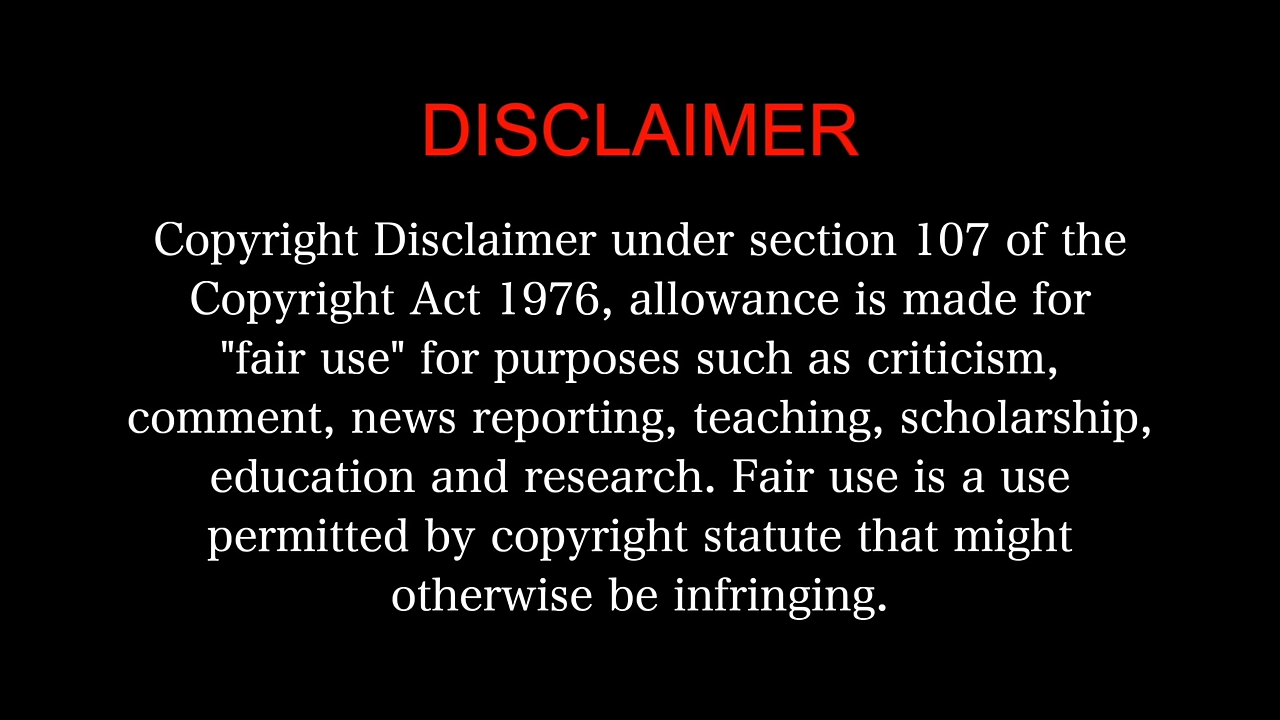 DISCLAIMER
Copyright Disclaimer under section 107 of the
Copyright Act 1976, allowance is made for
"fair use" for purposes such as criticism,
comment, news reporting, teaching, scholarship,
education and research. Fair use is a use
permitted by copyright statute that might
otherwise be infringing.